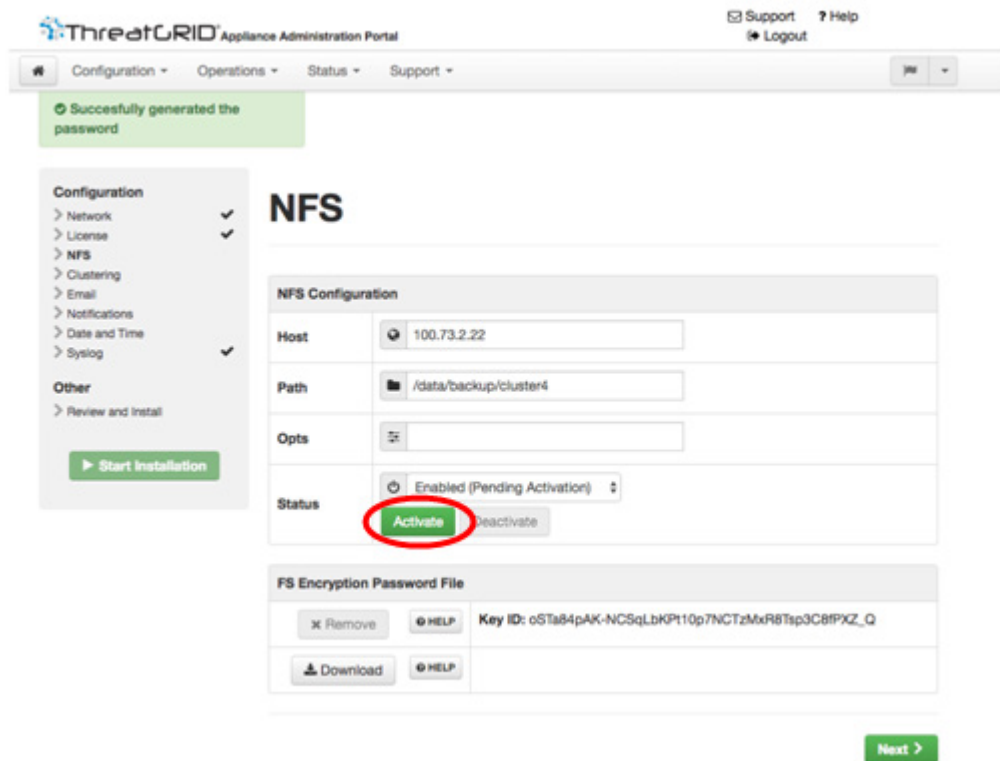 Support ? Help
ThreatGRID Appliance Administration Portal
Logout
Configuration Operations Status Support
Succesfully generated the
password
Configuration
Network
License
NFS
Clustering
Email
Notifications
Date and Time
Syslog
Other
Review and Install
Start Installation
NFS
NFS Configuration
Host 100.73.2.22
Path /data/backup/cluster4
Opts
Status Enabled (Pending Activation)
Activate Deactivate
FS Encryption Password File
Remove HELP Key ID: oSTa84pAK-NCSqLbKPt10p7NCTzMxR8Tsp3C8fPXZ_Q
Download HELP
Next